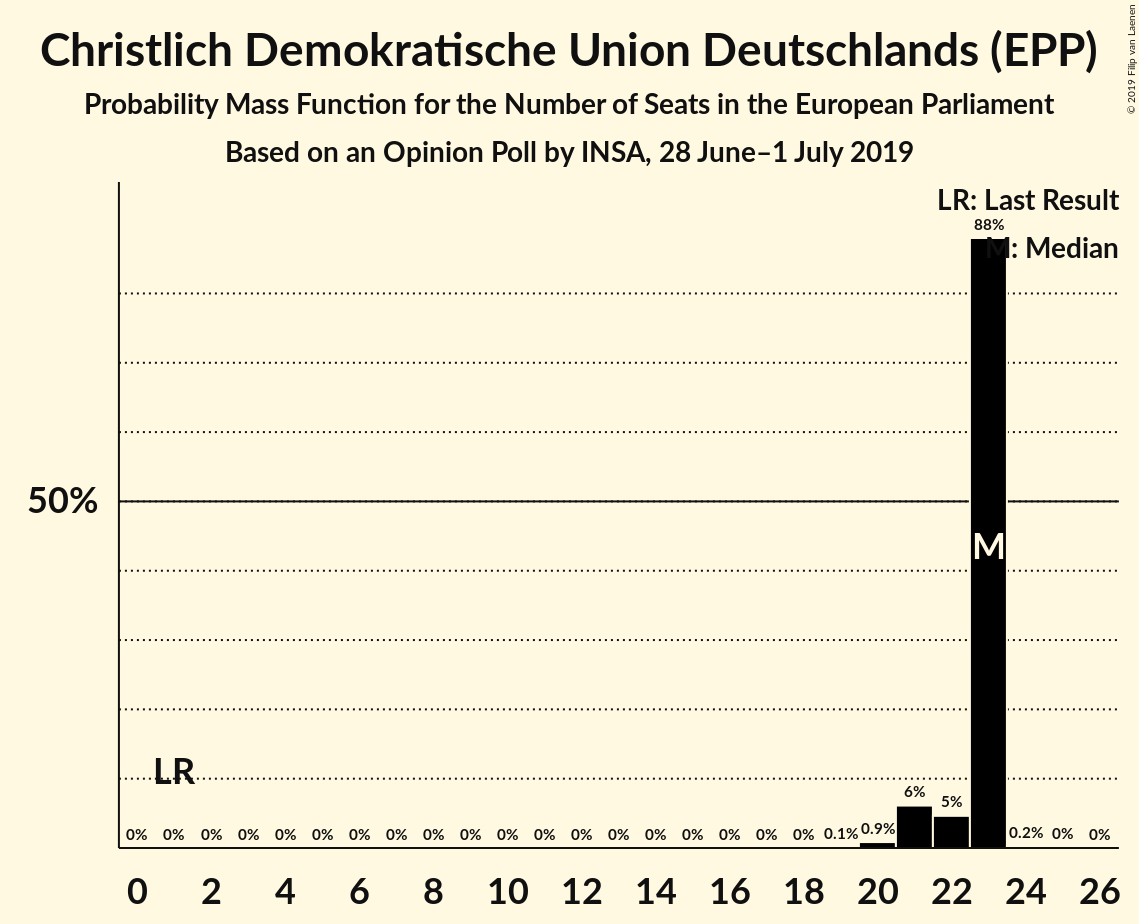 Christlich Demokratische Union Deutschlands (EPP)
Probability Mass Function for the Number of Seats in the European Parliament
Based on an Opinion Poll by INSA, 28 June–1 July 2019
© 2019 Filip van Laenen
LR: Last Result
88%
M: Median
50%
M
LR
6%
5%
0% 0% 0% 0% 0% 0% 0% 0% 0% 0% 0% 0% 0% 0% 0% 0% 0% 0% 0% 0.1% 0.9% 0.2% 0% 0%
0 2 4 6 8 10 12 14 16 18 20 22 24 26